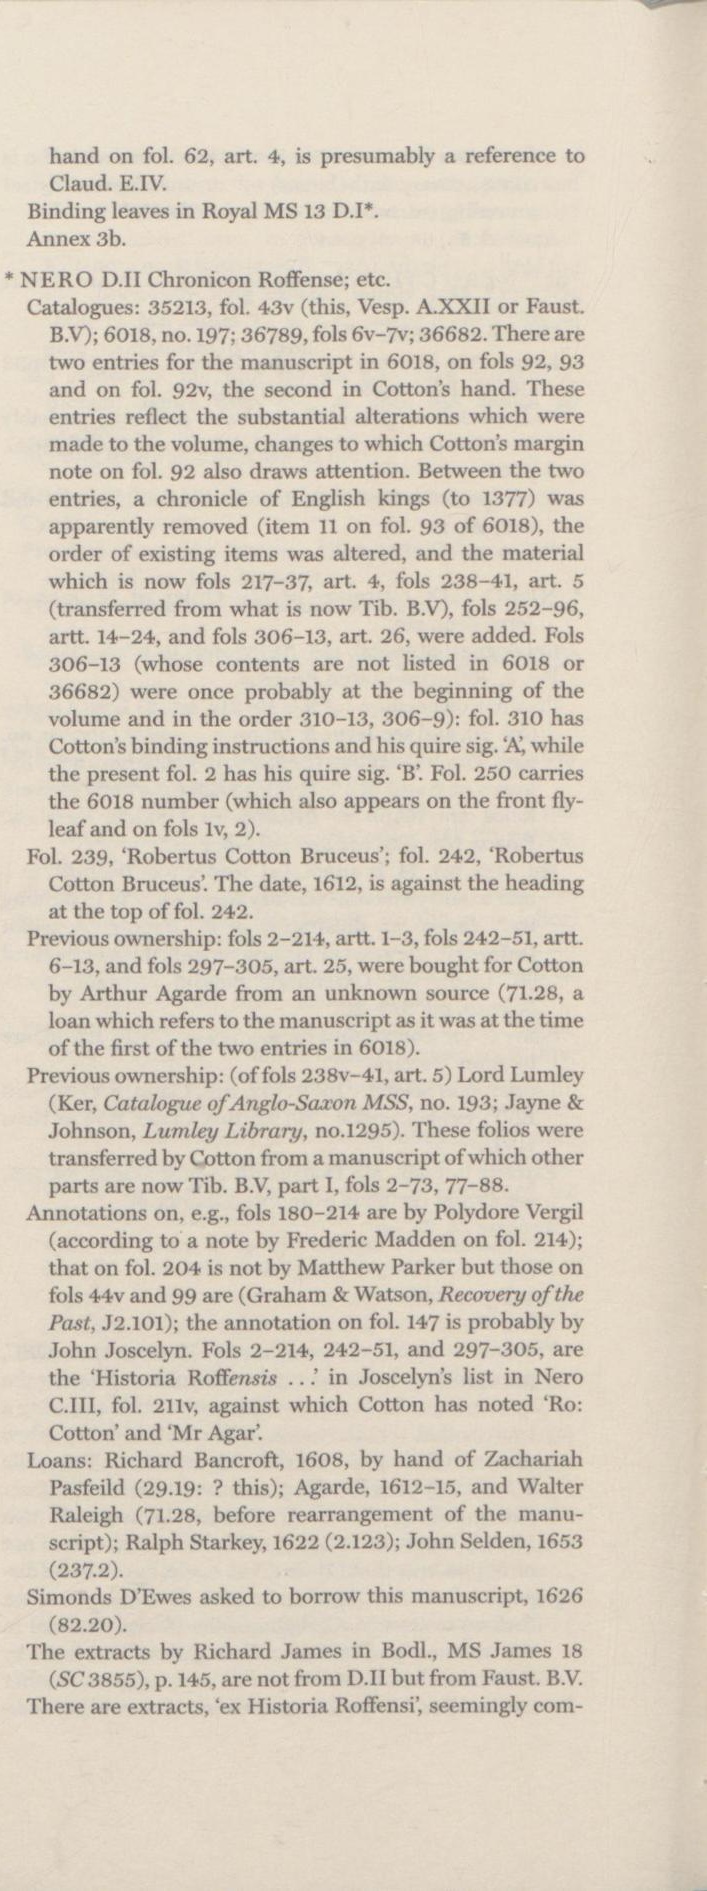 hand on fol. 62, art. 4, is presumably a reference to
Claud. E.IV.
Binding leaves in Royal MS 13 D.I*.
Annex 3b.
* NERO D.II Chronicon Roffense; etc.
Catalogues: 35213, fol. 43v (this, Vesp. A.XXII or Faust.
B.V); 6018, no. 197; 36789, fols 6v–7v; 36682. There are
two entries for the manuscript in 6018, on fols 92, 93
and on fol. 92v, the second in Cotton's hand. These
entries reflect the substantial alterations which were
made to the volume, changes to which Cotton's margin
note on fol. 92 also draws attention. Between the two
entries, a chronicle of English kings (to 1377) was
apparently removed (item 11 on fol. 93 of 6018), the
order of existing items was altered, and the material
which is now fols 217–37, art. 4, fols 238–41, art. 5
(transferred from what is now Tib. B.V), fols 252–96,
artt. 14–24, and fols 306–13, art. 26, were added. Fols
306–13 (whose contents are not listed in 6018 or
36682) were once probably at the beginning of the
volume and in the order 310–13, 306–9): fol. 310 has
Cotton's binding instructions and his quire sig. 'A', while
the present fol. 2 has his quire sig. 'B'. Fol. 250 carries
the 6018 number (which also appears on the front fly-
leaf and on fols 1v, 2).
Fol. 239, 'Robertus Cotton Bruceus'; fol. 242, 'Robertus
Cotton Bruceus'. The date, 1612, is against the heading
at the top of fol. 242.
Previous ownership: fols 2–214, artt. 1–3, fols 242–51, artt.
6–13, and fols 297–305, art. 25, were bought for Cotton
by Arthur Agarde from an unknown source (71.28, a
loan which refers to the manuscript as it was at the time
of the first of the two entries in 6018).
Previous ownership: (of fols 238v–41, art. 5) Lord Lumley
(Ker, Catalogue of Anglo-Saxon MSS, no. 193; Jayne &
Johnson, Lumley Library, no.1295). These folios were
transferred by Cotton from a manuscript of which other
parts are now Tib. B.V, part I, fols 2–73, 77–88.
Annotations on, e.g., fols 180–214 are by Polydore Vergil
(according to a note by Frederic Madden on fol. 214);
that on fol. 204 is not by Matthew Parker but those on
fols 44v and 99 are (Graham & Watson, Recovery of the
Past, J2.101); the annotation on fol. 147 is probably by
John Joscelyn. Fols 2–214, 242–51, and 297–305, are
the 'Historia Roffensis ...' in Joscelyn's list in Nero
C.III, fol. 211v, against which Cotton has noted 'Ro:
Cotton' and 'Mr Agar'.
Loans: Richard Bancroft, 1608, by hand of Zachariah
Pasfeild (29.19: ? this); Agarde, 1612–15, and Walter
Raleigh (71.28, before rearrangement of the manu-
script); Ralph Starkey, 1622 (2.123); John Selden, 1653
(237.2).
Simonds D'Ewes asked to borrow this manuscript, 1626
(82.20).
The extracts by Richard James in Bodl., MS James 18
(SC 3855), p. 145, are not from D.II but from Faust. B.V.
There are extracts, 'ex Historia Roffensi', seemingly com-